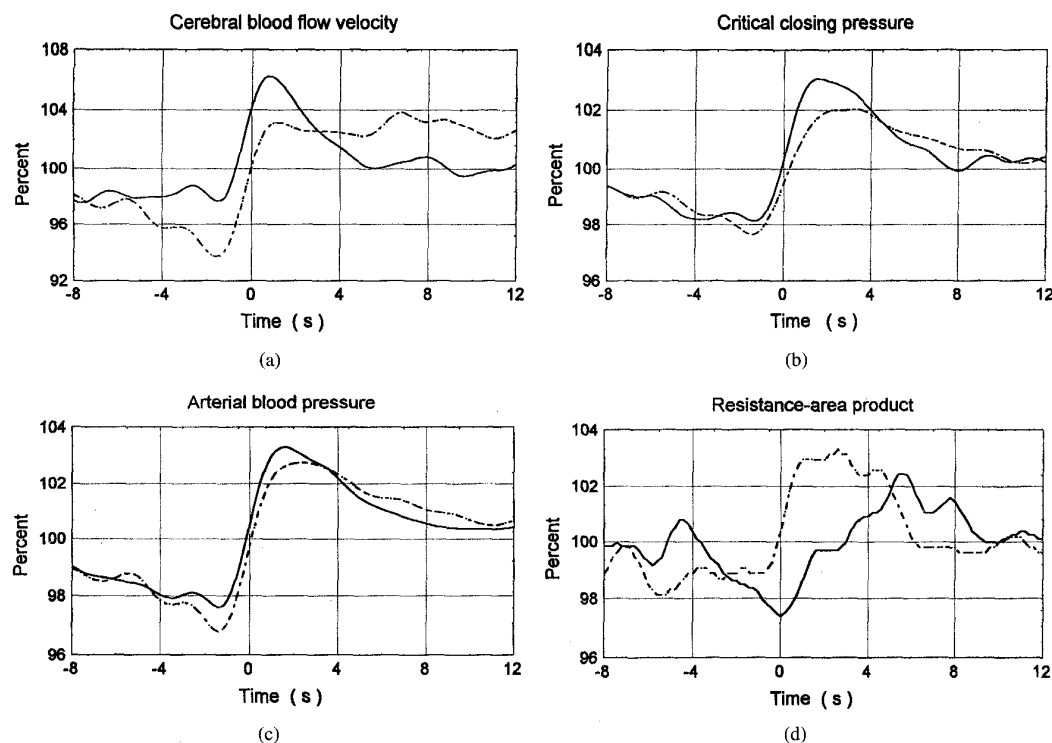 Cerebral blood flow velocity
108
104
100
96
92
Percent
-8 -4 0 4 8 12
Time ( s )
(a)
Critical closing pressure
104
102
100
98
96
Percent
-8 -4 0 4 8 12
Time ( s )
(b)
Arterial blood pressure
104
102
100
98
96
Percent
-8 -4 0 4 8 12
Time ( s )
(c)
Resistance-area product
104
102
100
98
96
Percent
-8 -4 0 4 8 12
Time ( s )
(d)